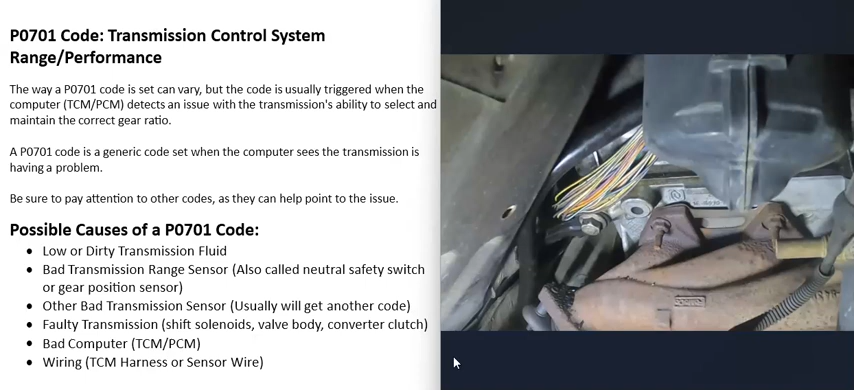 P0701 Code: Transmission Control System
Range/Performance
The way a P0701 code is set can vary, but the code is usually triggered when the
computer (TCM/PCM) detects an issue with the transmission's ability to select and
maintain the correct gear ratio.
A P0701 code is a generic code set when the computer sees the transmission is
having a problem.
Be sure to pay attention to other codes, as they can help point to the issue.
Possible Causes of a P0701 Code:
• Low or Dirty Transmission Fluid
• Bad Transmission Range Sensor (Also called neutral safety switch
or gear position sensor)
• Other Bad Transmission Sensor (Usually will get another code)
• Faulty Transmission (shift solenoids, valve body, converter clutch)
• Bad Computer (TCM/PCM)
• Wiring (TCM Harness or Sensor Wire)